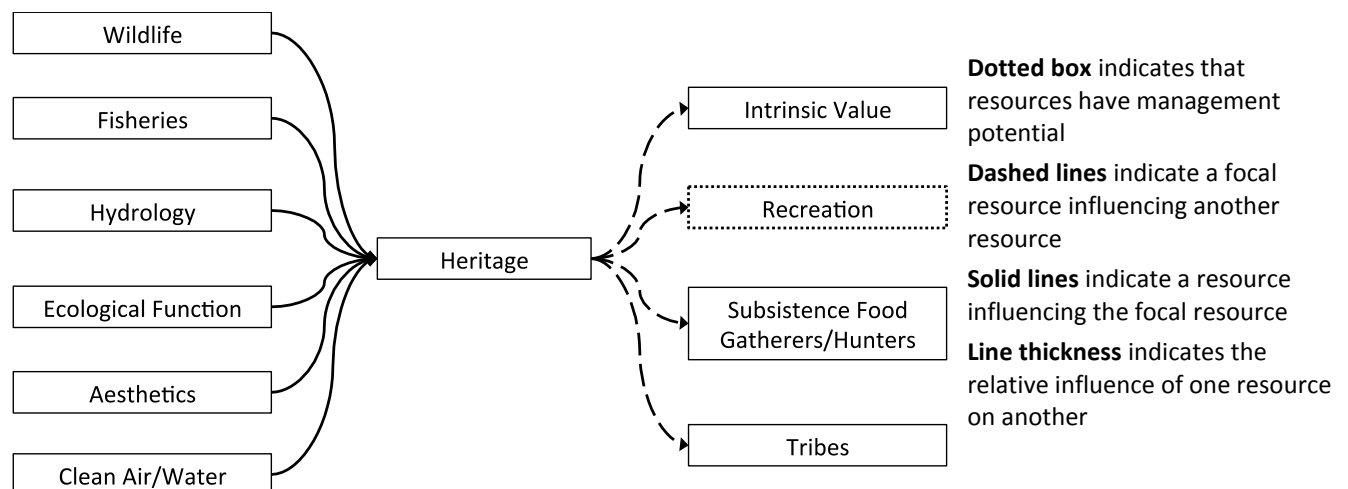 Wildlife
Fisheries
Hydrology
Ecological Function
Aesthetics
Clean Air/Water
Heritage
Intrinsic Value
Recreation
Subsistence Food
Gatherers/Hunters
Tribes
Dotted box indicates that
resources have management
potential
Dashed lines indicate a focal
resource influencing another
resource
Solid lines indicate a resource
influencing the focal resource
Line thickness indicates the
relative influence of one resource
on another